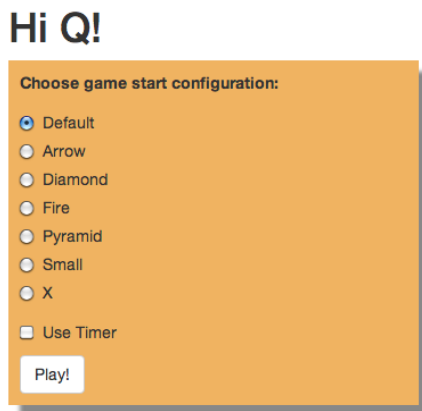 Hi Q!
Choose game start configuration:
Default
Arrow
Diamond
Fire
Pyramid
Small
X
Use Timer
Play!